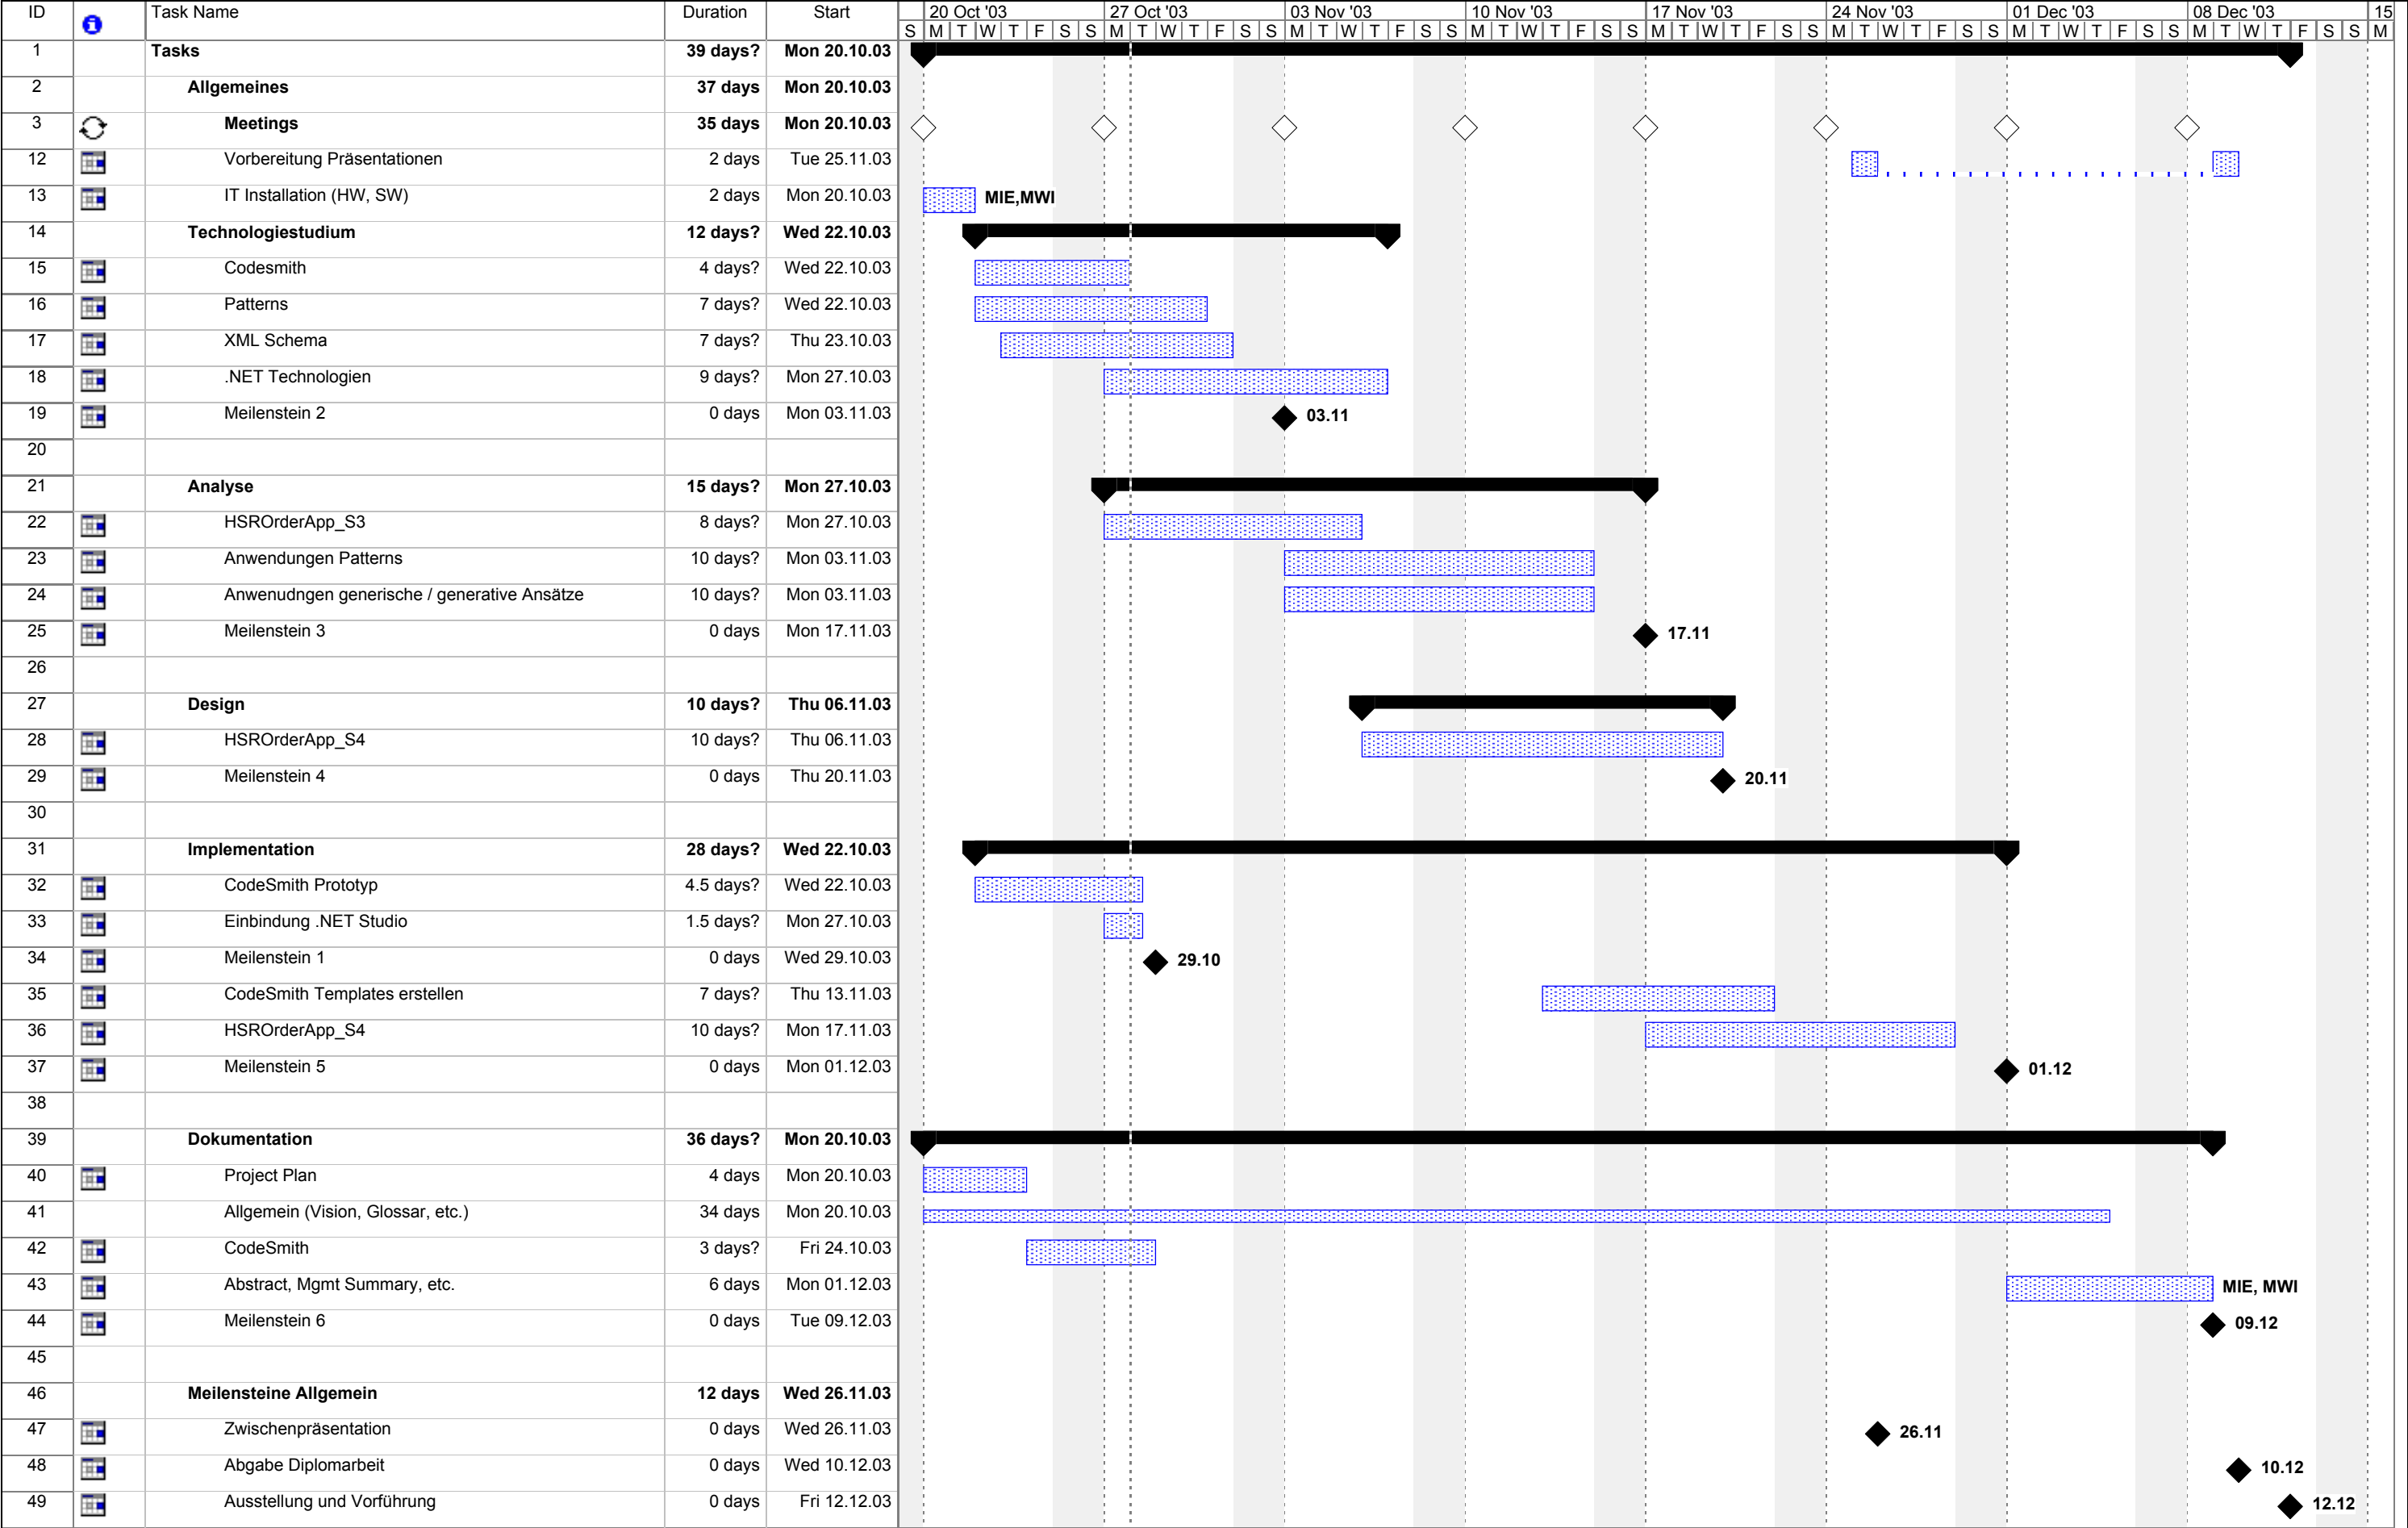 ID Task Name Duration Start 20 Oct '03 27 Oct '03 03 Nov '03 10 Nov '03 17 Nov '03 24 Nov '03 01 Dec '03 08 Dec '03 15
S M T W T F S S M T W T F S S M T W T F S S M T W T F S S M T W T F S S M T W T F S S M T W T F S S M T W T F S S M
1 Tasks 39 days? Mon 20.10.03
2 Allgemeines 37 days Mon 20.10.03
3 Meetings 35 days Mon 20.10.03
12 Vorbereitung Präsentationen 2 days Tue 25.11.03
13 IT Installation (HW, SW) 2 days Mon 20.10.03 MIE,MWI
14 Technologiestudium 12 days? Wed 22.10.03
15 Codesmith 4 days? Wed 22.10.03
16 Patterns 7 days? Wed 22.10.03
17 XML Schema 7 days? Thu 23.10.03
18 .NET Technologien 9 days? Mon 27.10.03
19 Meilenstein 2 0 days Mon 03.11.03 03.11
20
21 Analyse 15 days? Mon 27.10.03
22 HSROrderApp_S3 8 days? Mon 27.10.03
23 Anwendungen Patterns 10 days? Mon 03.11.03
24 Anwenudngen generische / generative Ansätze 10 days? Mon 03.11.03
25 Meilenstein 3 0 days Mon 17.11.03 17.11
26
27 Design 10 days? Thu 06.11.03
28 HSROrderApp_S4 10 days? Thu 06.11.03
29 Meilenstein 4 0 days Thu 20.11.03 20.11
30
31 Implementation 28 days? Wed 22.10.03
32 CodeSmith Prototyp 4.5 days? Wed 22.10.03
33 Einbindung .NET Studio 1.5 days? Mon 27.10.03
34 Meilenstein 1 0 days Wed 29.10.03 29.10
35 CodeSmith Templates erstellen 7 days? Thu 13.11.03
36 HSROrderApp_S4 10 days? Mon 17.11.03
37 Meilenstein 5 0 days Mon 01.12.03 01.12
38
39 Dokumentation 36 days? Mon 20.10.03
40 Project Plan 4 days Mon 20.10.03
41 Allgemein (Vision, Glossar, etc.) 34 days Mon 20.10.03
42 CodeSmith 3 days? Fri 24.10.03
43 Abstract, Mgmt Summary, etc. 6 days Mon 01.12.03 MIE, MWI
44 Meilenstein 6 0 days Tue 09.12.03 09.12
45
46 Meilensteine Allgemein 12 days Wed 26.11.03
47 Zwischenpräsentation 0 days Wed 26.11.03 26.11
48 Abgabe Diplomarbeit 0 days Wed 10.12.03 10.12
49 Ausstellung und Vorführung 0 days Fri 12.12.03 12.12